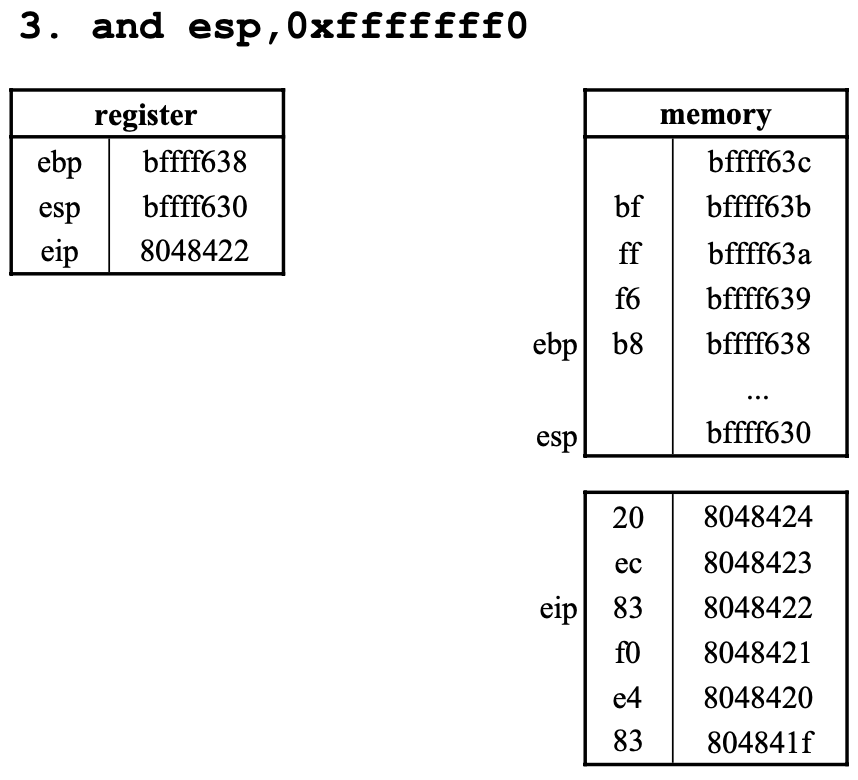 3. and esp,0xfffffff0
register
ebp bffff638
esp bffff630
eip 8048422
memory
bffff63c
bf bffff63b
ff bffff63a
f6 bffff639
ebp b8 bffff638
...
esp bffff630
20 8048424
ec 8048423
eip 83 8048422
f0 8048421
e4 8048420
83 804841f